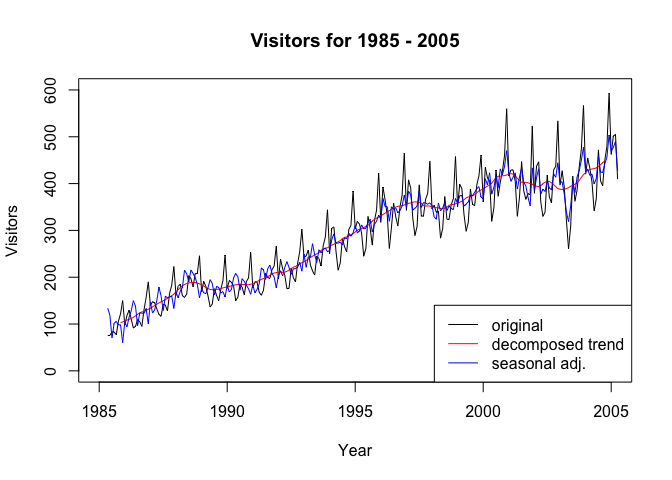 Visitors for 1985 - 2005
Visitors
600
500
400
300
200
100
0
original
decomposed trend
seasonal adj.
1985 1990 1995 2000 2005
Year